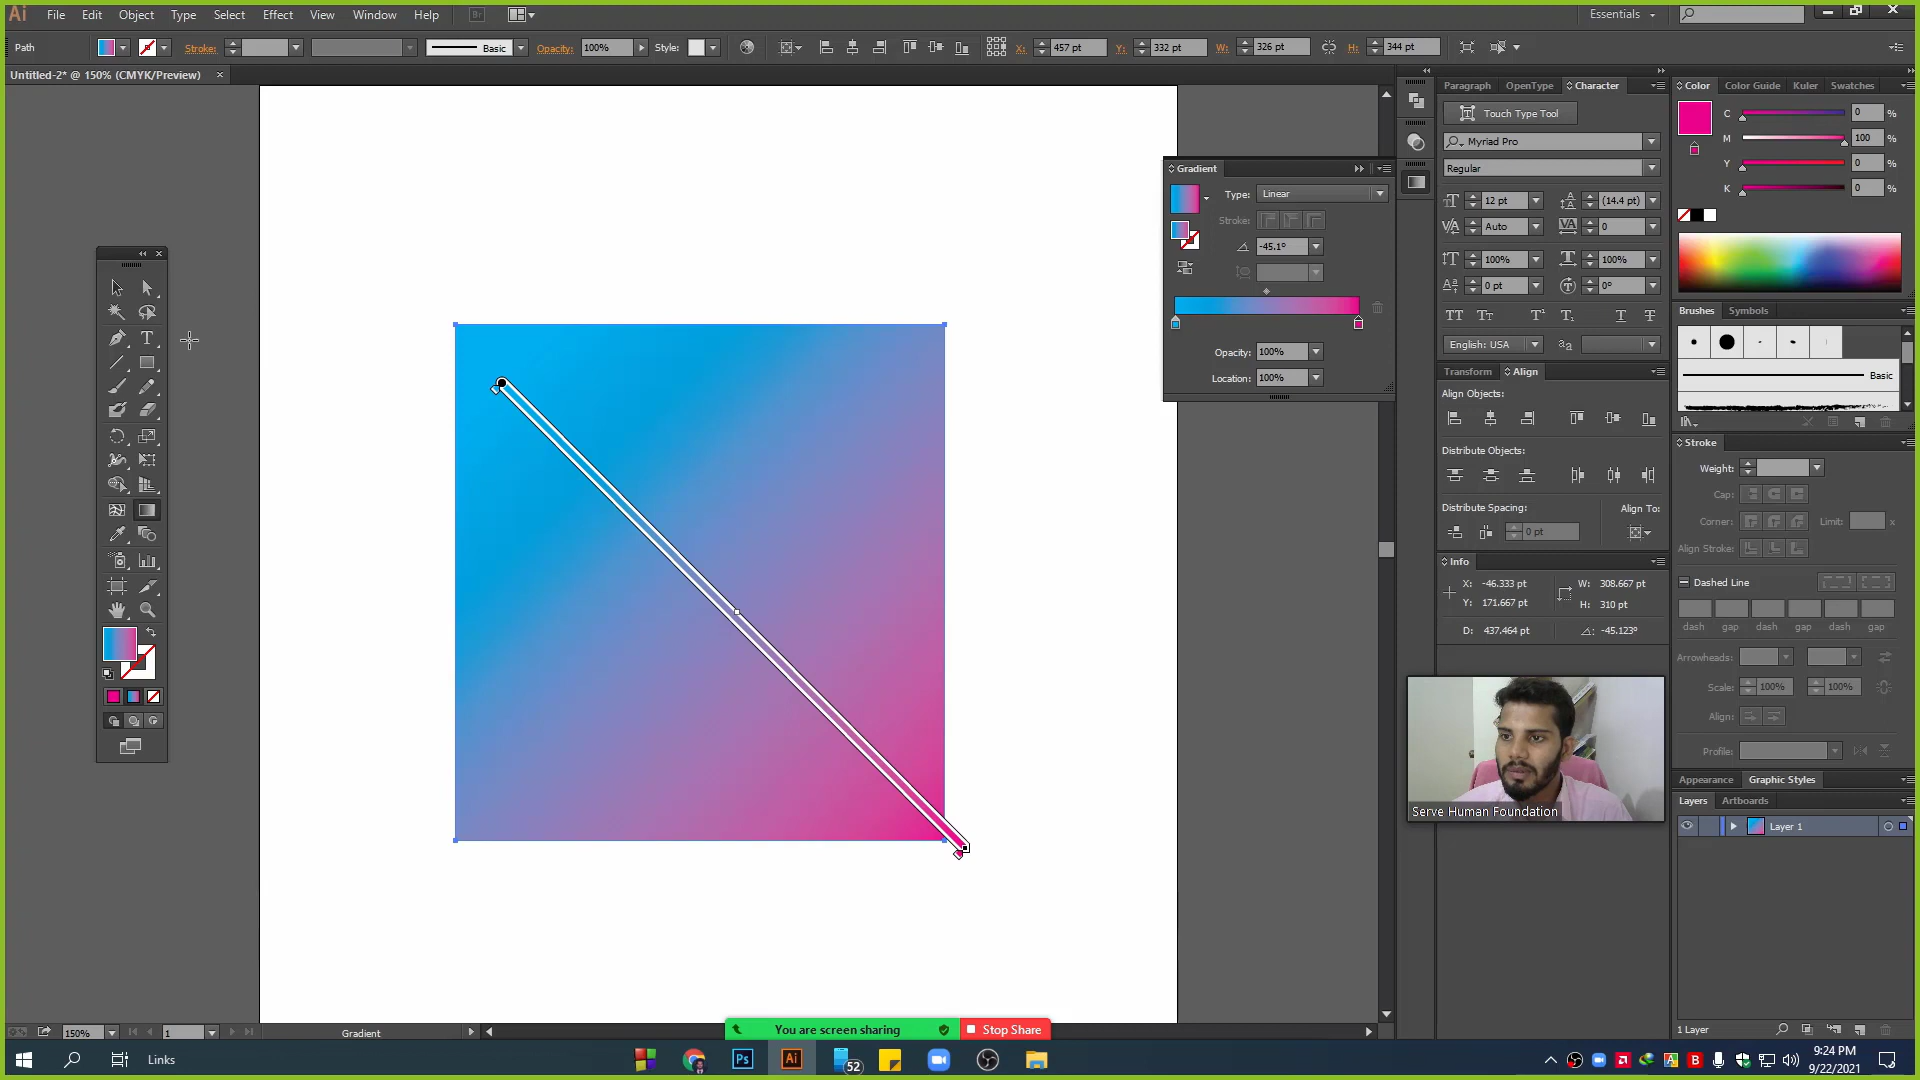 Ai File Edit Object Type Select Effect View Window Help Br Essentials
Path Stroke: Basic Opacity: 100% Style: X: 457 pt Y: 332 pt W: 326 pt H: 344 pt
Untitled-2* @ 150% (CMYK/Preview) ×
Gradient
Type: Linear
Stroke:
-45.1°
Opacity: 100%
Location: 100%
Paragraph OpenType Character
Touch Type Tool
Myriad Pro
Regular
12 pt (14.4 pt)
Auto 0
100% 100%
0 pt 0°
English: USA
Transform Align
Align Objects:
Distribute Objects:
Distribute Spacing: Align To:
0 pt
Info
X: -46.333 pt W: 308.667 pt
Y: 171.667 pt H: 310 pt
D: 437.464 pt -45.123°
Serve Human Foundation
Color Color Guide Kuler Swatches
C 0 %
M 100 %
Y 0 %
K 0 %
Brushes Symbols
Basic
Stroke
Weight:
Cap:
Corner: Limit: x
Align Stroke:
Dashed Line
dash gap dash gap dash gap
Arrowheads:
Scale: 100% 100%
Align:
Profile:
Appearance Graphic Styles
Layers Artboards
Layer 1
1 Layer
150% 1 Gradient
You are screen sharing Stop Share
Links Ps Ai 52
9:24 PM
9/22/2021